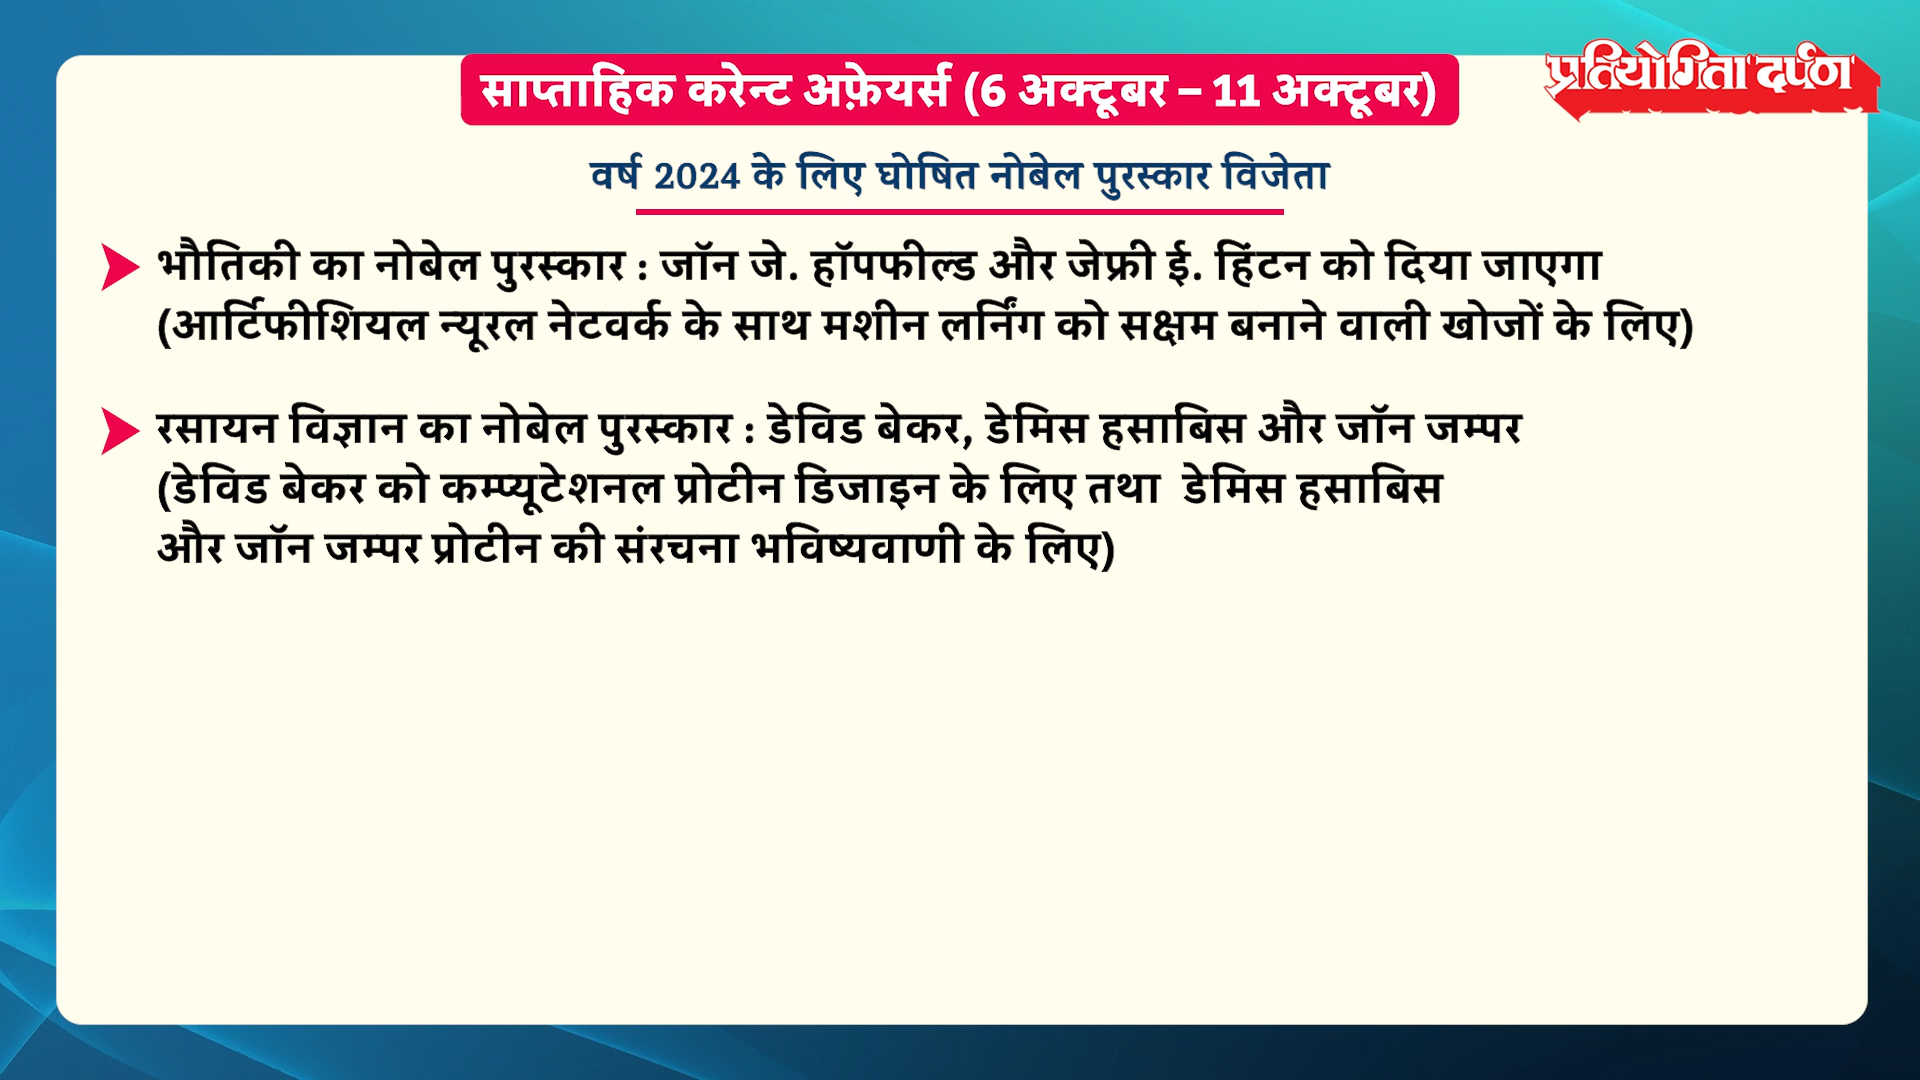 साप्ताहिक करेन्ट अफ़ेयर्स (6 अक्टूबर – 11 अक्टूबर)
प्रतियोगिता दर्पण
वर्ष 2024 के लिए घोषित नोबेल पुरस्कार विजेता
भौतिकी का नोबेल पुरस्कार : जॉन जे. हॉपफील्ड और जेफ्री ई. हिंटन को दिया जाएगा
(आर्टिफीशियल न्यूरल नेटवर्क के साथ मशीन लर्निंग को सक्षम बनाने वाली खोजों के लिए)
रसायन विज्ञान का नोबेल पुरस्कार : डेविड बेकर, डेमिस हसाबिस और जॉन जम्पर
(डेविड बेकर को कम्प्यूटेशनल प्रोटीन डिजाइन के लिए तथा डेमिस हसाबिस
और जॉन जम्पर प्रोटीन की संरचना भविष्यवाणी के लिए)